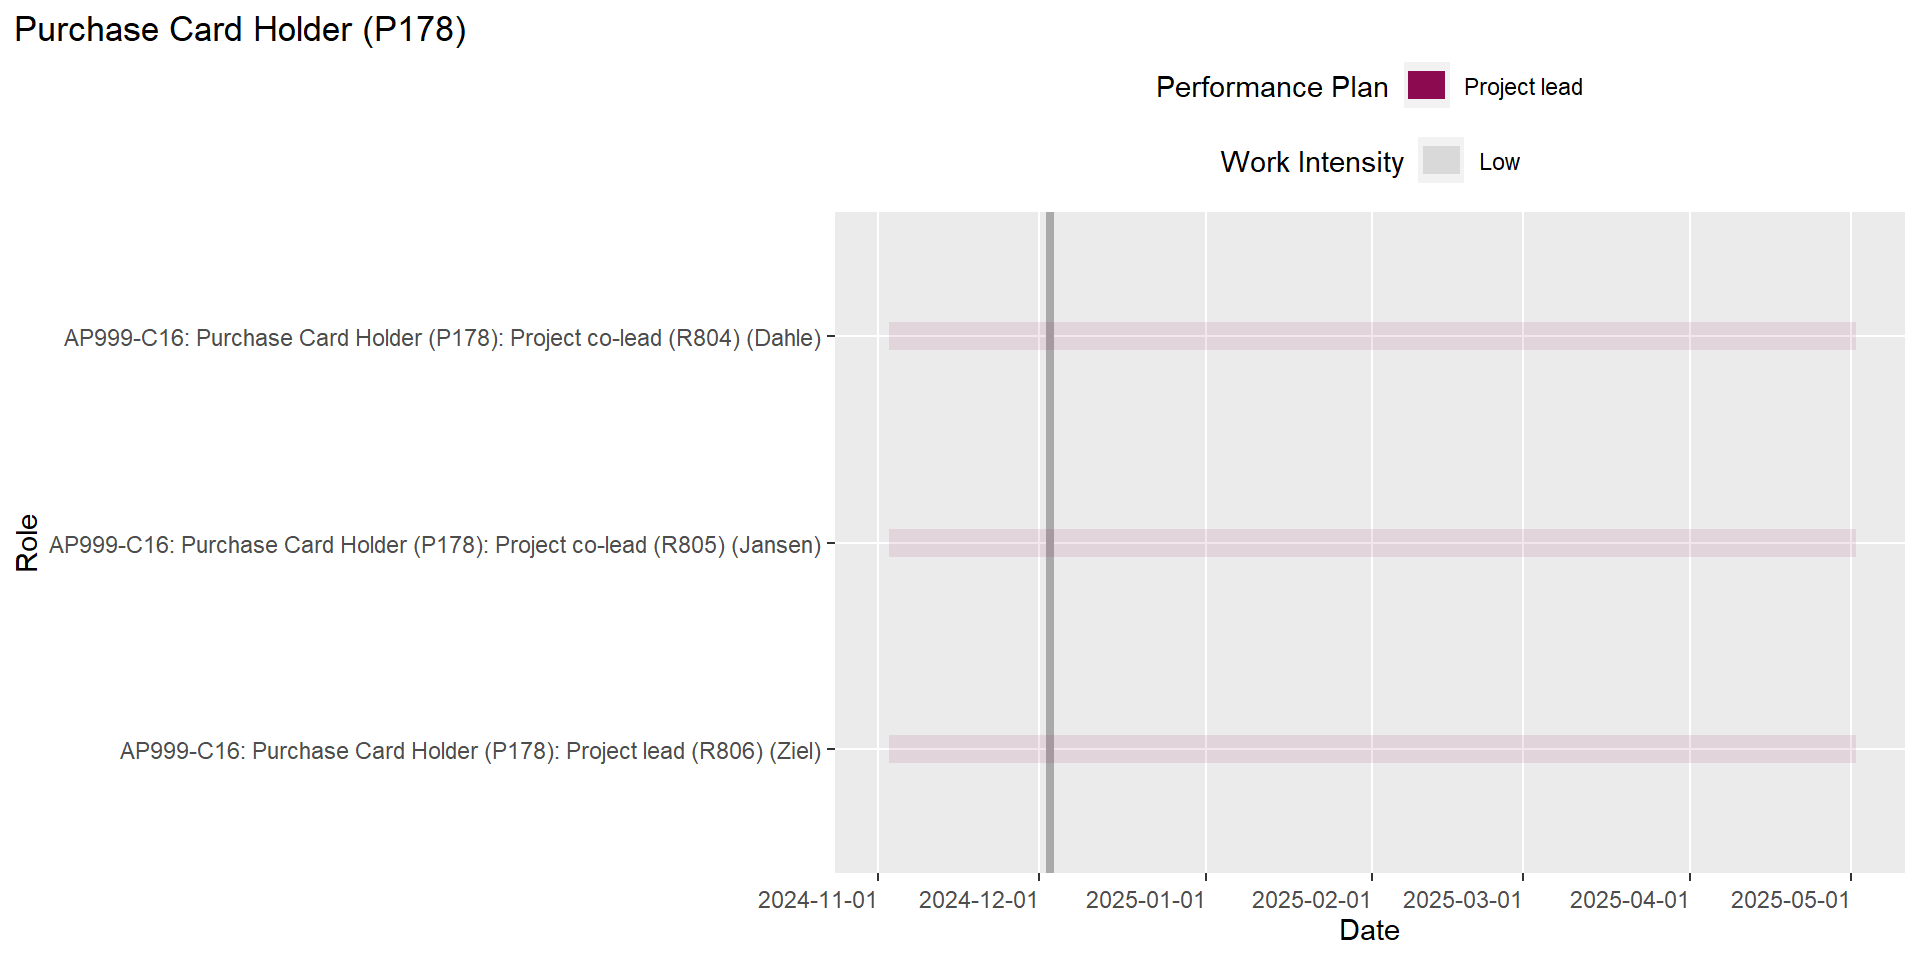 Purchase Card Holder (P178)
Performance Plan
Project lead
Work Intensity
Low
AP999-C16: Purchase Card Holder (P178): Project co-lead (R804) (Dahle)
AP999-C16: Purchase Card Holder (P178): Project co-lead (R805) (Jansen)
AP999-C16: Purchase Card Holder (P178): Project lead (R806) (Ziel)
Role
2024-11-01
2024-12-01
2025-01-01
2025-02-01
2025-03-01
2025-04-01
2025-05-01
Date